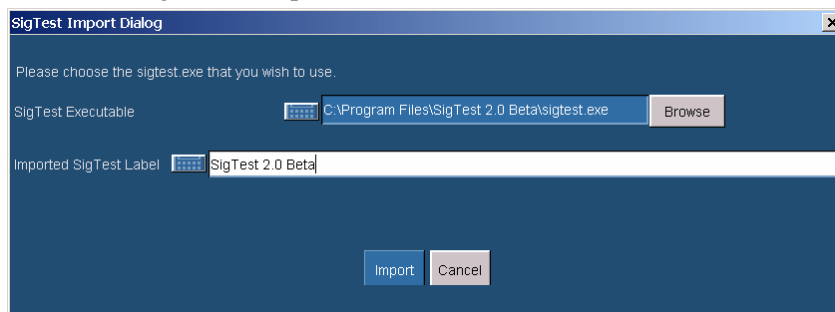 SigTest Import Dialog
Please choose the sigtest.exe that you wish to use.
SigTest Executable C:\Program Files\SigTest 2.0 Beta\sigtest.exe Browse
Imported SigTest Label SigTest 2.0 Beta
Import Cancel